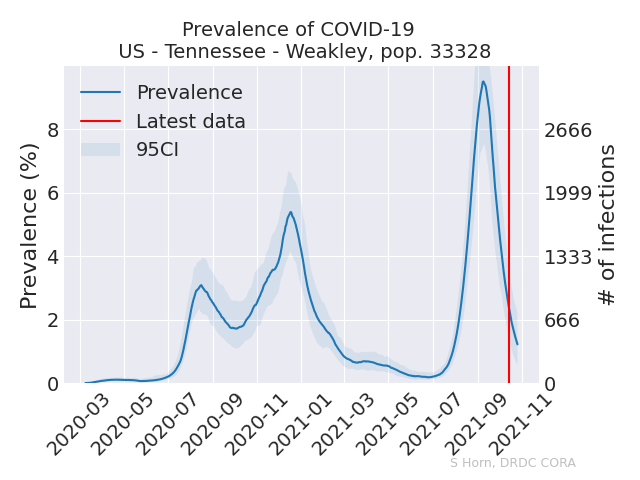 Prevalence of COVID-19
US - Tennessee - Weakley, pop. 33328
Prevalence
Latest data
95CI
Prevalence (%)
8
6
4
2
0
2666
1999
1333
666
0
# of infections
2020-03
2020-05
2020-07
2020-09
2020-11
2021-01
2021-03
2021-05
2021-07
2021-09
2021-11
S Horn, DRDC CORA